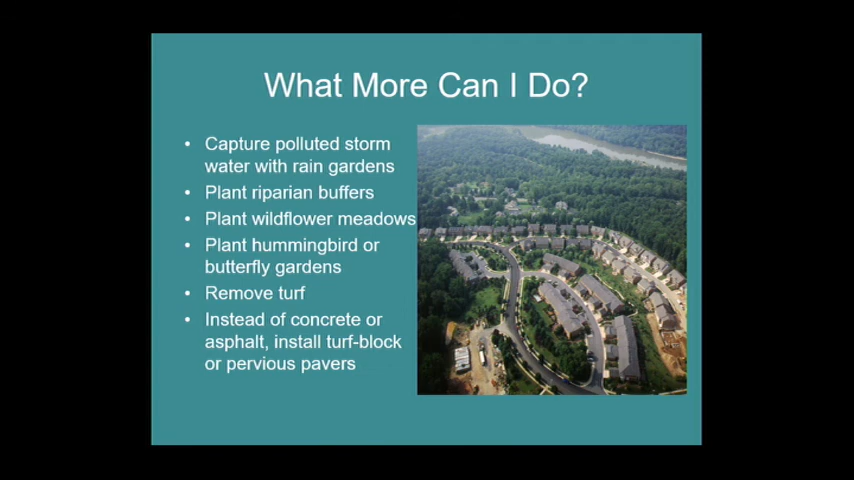 What More Can I Do?
• Capture polluted storm
water with rain gardens
• Plant riparian buffers
• Plant wildflower meadows
• Plant hummingbird or
butterfly gardens
• Remove turf
• Instead of concrete or
asphalt, install turf-block
or pervious pavers